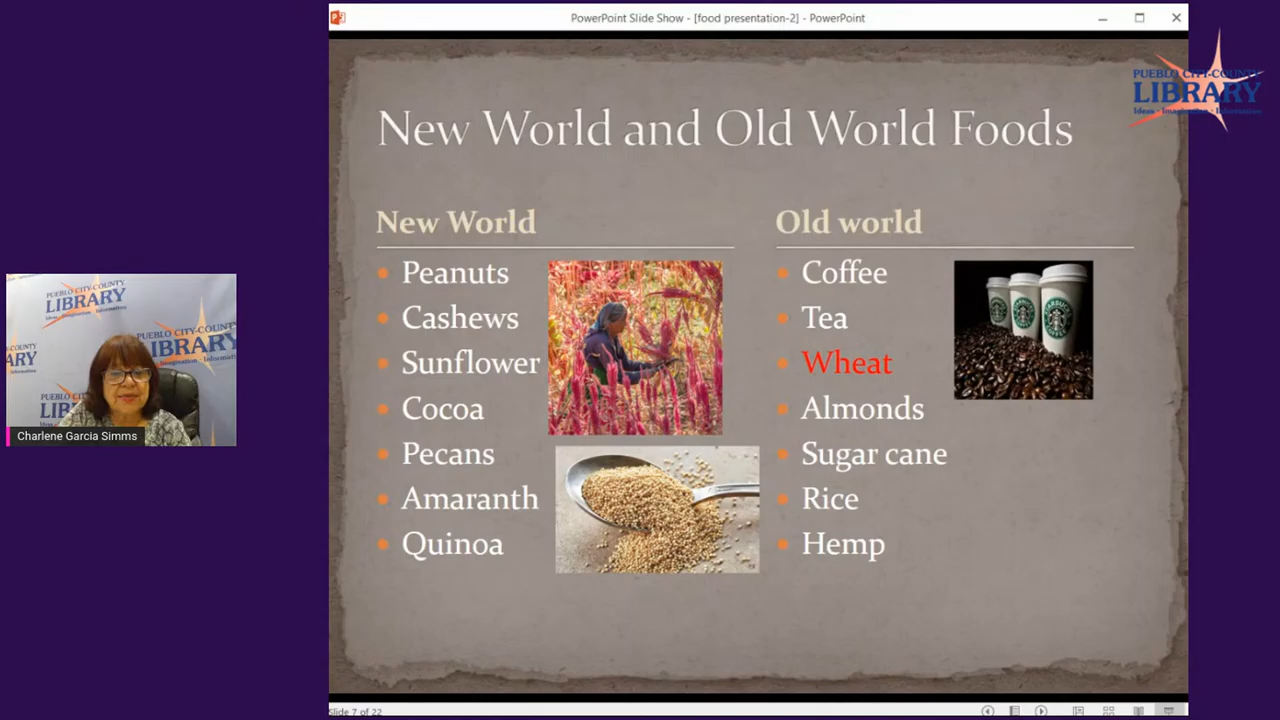 PowerPoint Slide Show - [food presentation-2] - PowerPoint
PUEBLO CITY-COUNTY
LIBRARY
Ideas · Imagination · Information
New World and Old World Foods
New World
Peanuts
Cashews
Sunflower
Cocoa
Pecans
Amaranth
Quinoa
Old world
Coffee
Tea
Wheat
Almonds
Sugar cane
Rice
Hemp
LIBRARY
PUEBLO CITY-COUNTY
LIBRARY
Charlene Garcia Simms
Slide 7 of 22